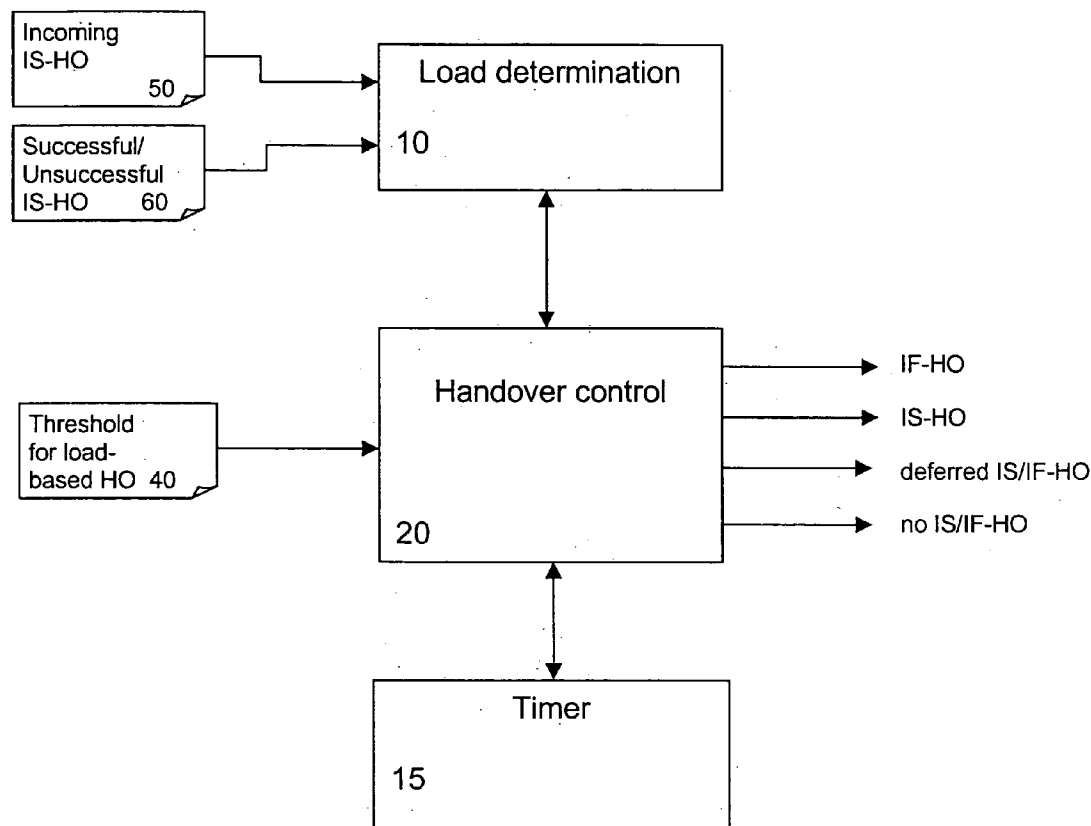 Incoming
IS-HO
50
Successful/
Unsuccessful
IS-HO 60
Load determination
10
Threshold
for load-
based HO 40
Handover control
20
IF-HO
IS-HO
deferred IS/IF-HO
no IS/IF-HO
Timer
15